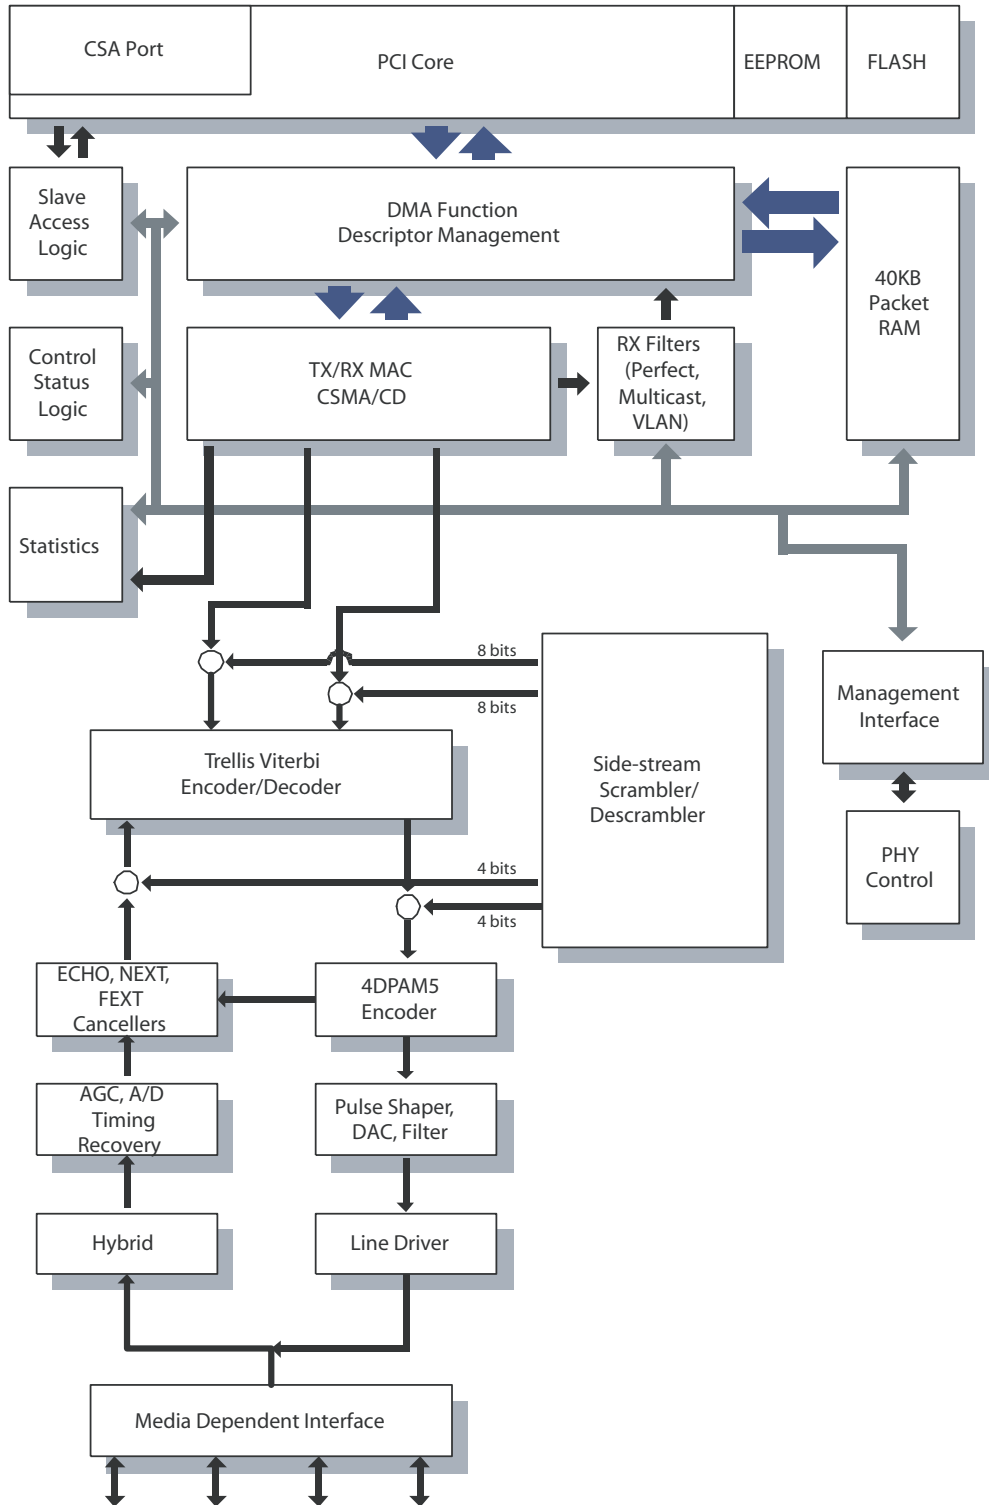 CSA Port
PCI Core
EEPROM
FLASH
Slave
Access
Logic
DMA Function
Descriptor Management
40KB
Packet
RAM
Control
Status
Logic
TX/RX MAC
CSMA/CD
RX Filters
(Perfect,
Multicast,
VLAN)
Statistics
8 bits
8 bits
Management
Interface
Trellis Viterbi
Encoder/Decoder
Side-stream
Scrambler/
Descrambler
PHY
Control
4 bits
4 bits
ECHO, NEXT,
FEXT
Cancellers
4DPAM5
Encoder
AGC, A/D
Timing
Recovery
Pulse Shaper,
DAC, Filter
Hybrid
Line Driver
Media Dependent Interface